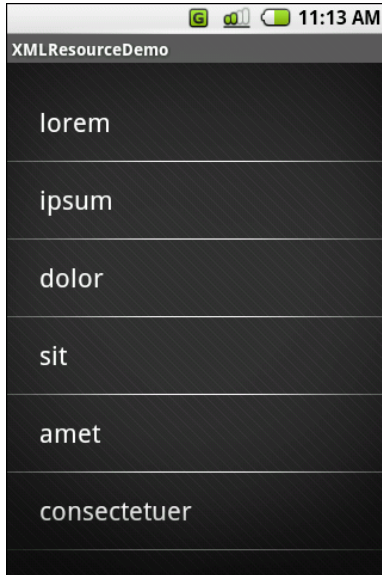 G 11:13 AM
XMLResourceDemo
lorem
ipsum
dolor
sit
amet
consectetuer